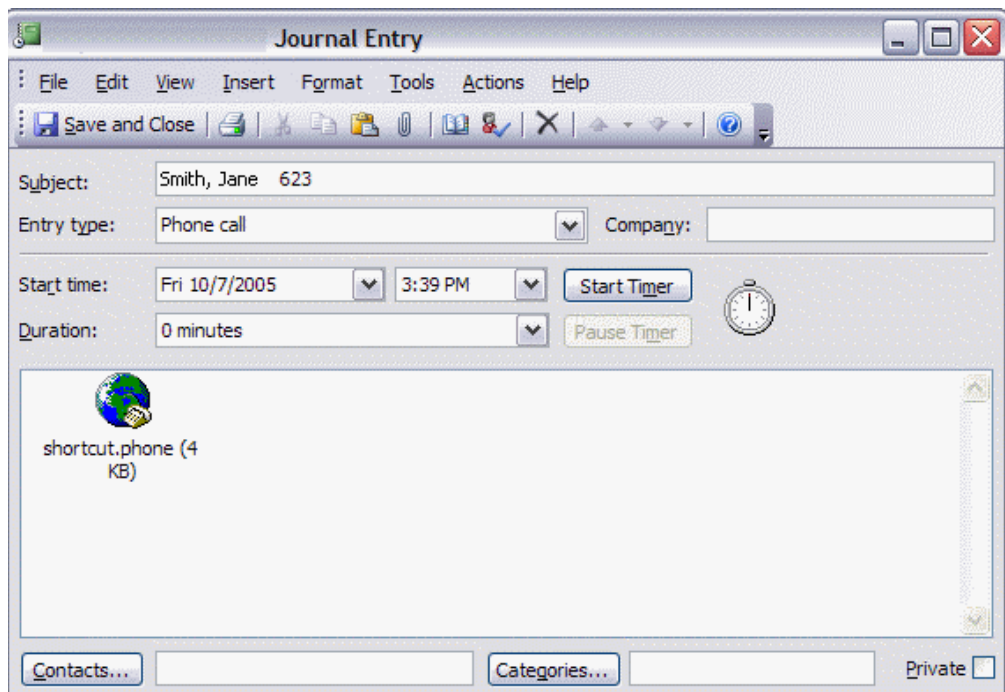 Journal Entry
File Edit View Insert Format Tools Actions Help
Save and Close
Subject: Smith, Jane 623
Entry type: Phone call Company:
Start time: Fri 10/7/2005 3:39 PM Start Timer
Duration: 0 minutes Pause Timer
shortcut.phone (4
KB)
Contacts... Categories... Private